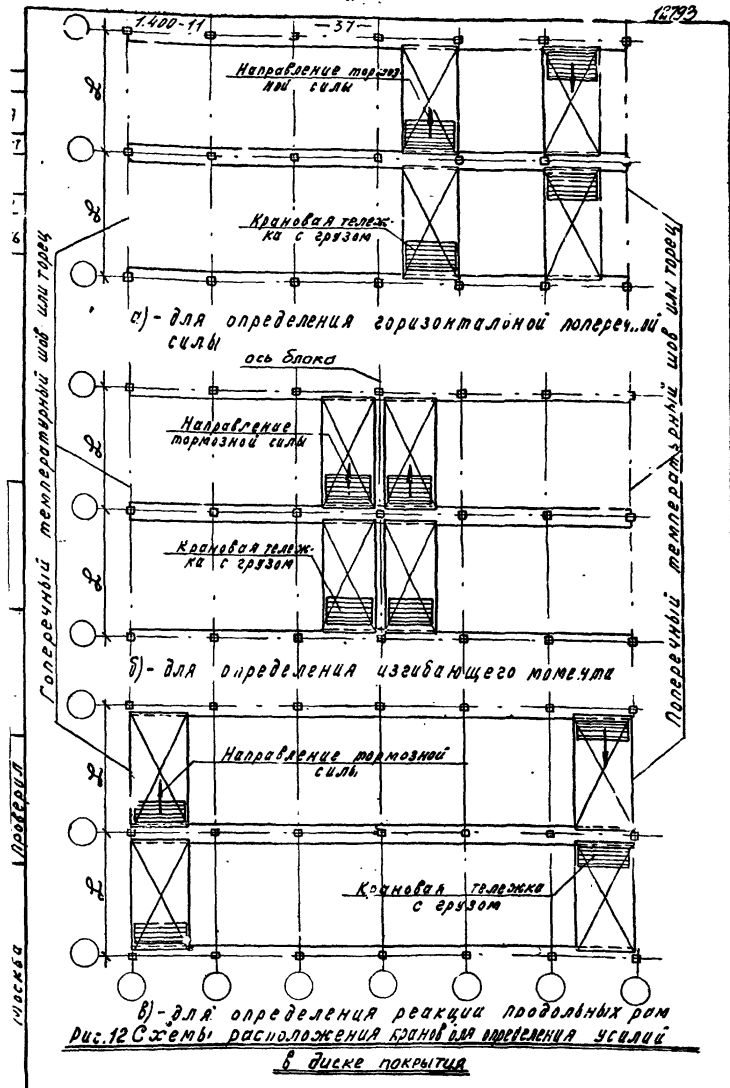 1.400-11
—37—
12793
Направление тормоз-
ной силы
Крановая тележ-
ка с грузом
а)- для определения горизонтальной
силы
ось блока
Направление
тормозной силы
Крановая тележ-
ка с грузом
б)- для определения изгибающего момента
Направление тормозной
силы
Крановая тележка
с грузом
в)- для определения реакции продольных рам
Рис.12 Схемы расположения кранов для определения усилий
в диске покрытия
Поперечный температурный шов или торец
Поперечный температурный шов или торец
Проверил
Москва